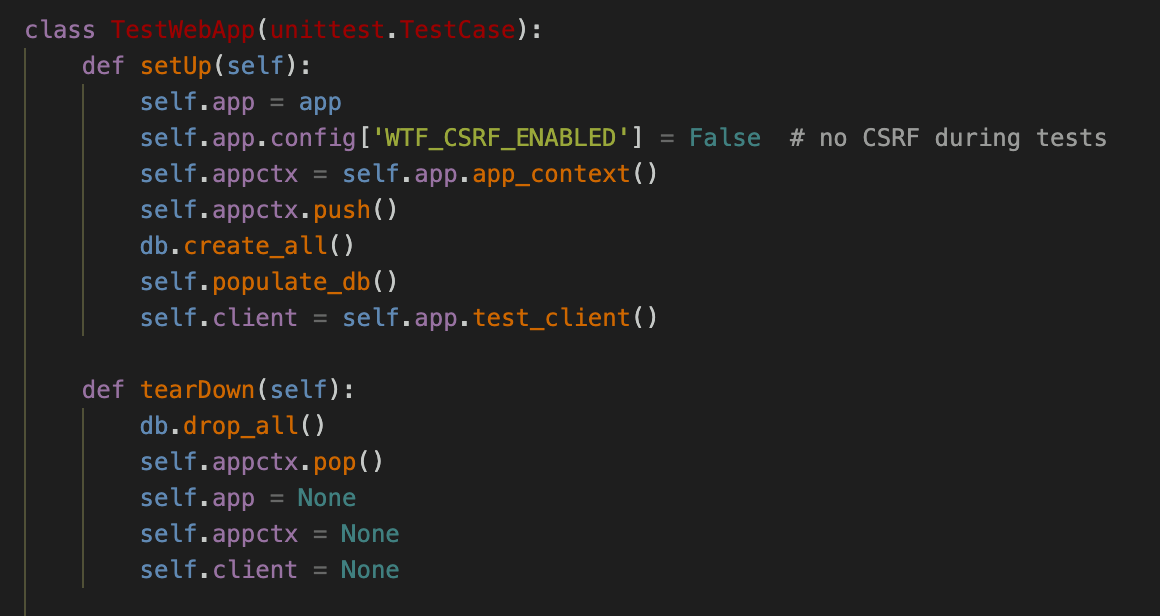 class TestWebApp(unittest.TestCase):
    def setUp(self):
        self.app = app
        self.app.config['WTF_CSRF_ENABLED'] = False  # no CSRF during tests
        self.appctx = self.app.app_context()
        self.appctx.push()
        db.create_all()
        self.populate_db()
        self.client = self.app.test_client()

    def tearDown(self):
        db.drop_all()
        self.appctx.pop()
        self.app = None
        self.appctx = None
        self.client = None